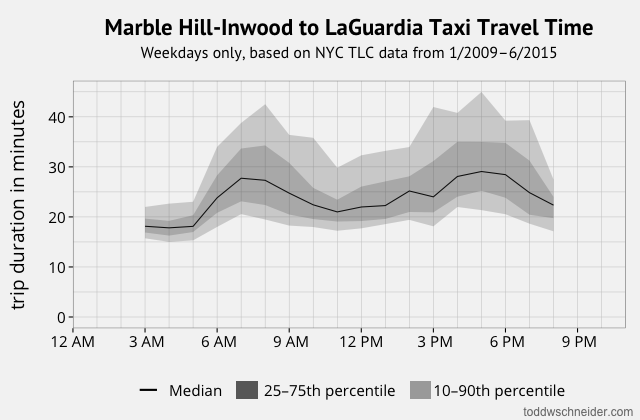 Marble Hill-Inwood to LaGuardia Taxi Travel Time
Weekdays only, based on NYC TLC data from 1/2009–6/2015
trip duration in minutes
40
30
20
10
0
12 AM 3 AM 6 AM 9 AM 12 PM 3 PM 6 PM 9 PM
Median 25–75th percentile 10–90th percentile
toddwschneider.com